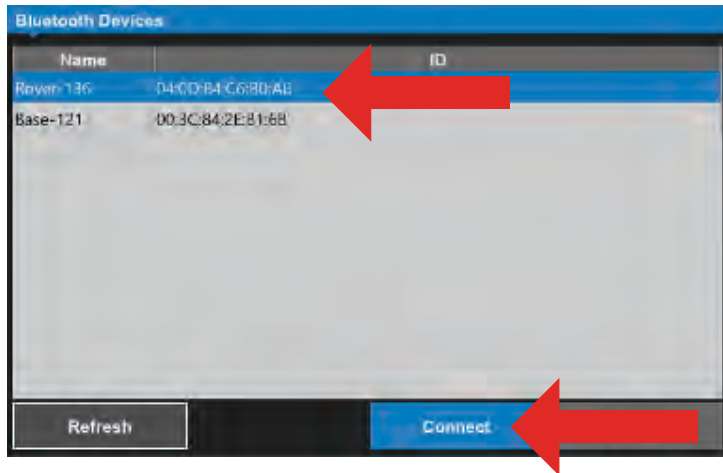 Bluetooth Devices
Name ID
Rover-136 04:0D:84:C6:80:AB
Base-121 00:3C:84:2E:81:6B
Refresh Connect